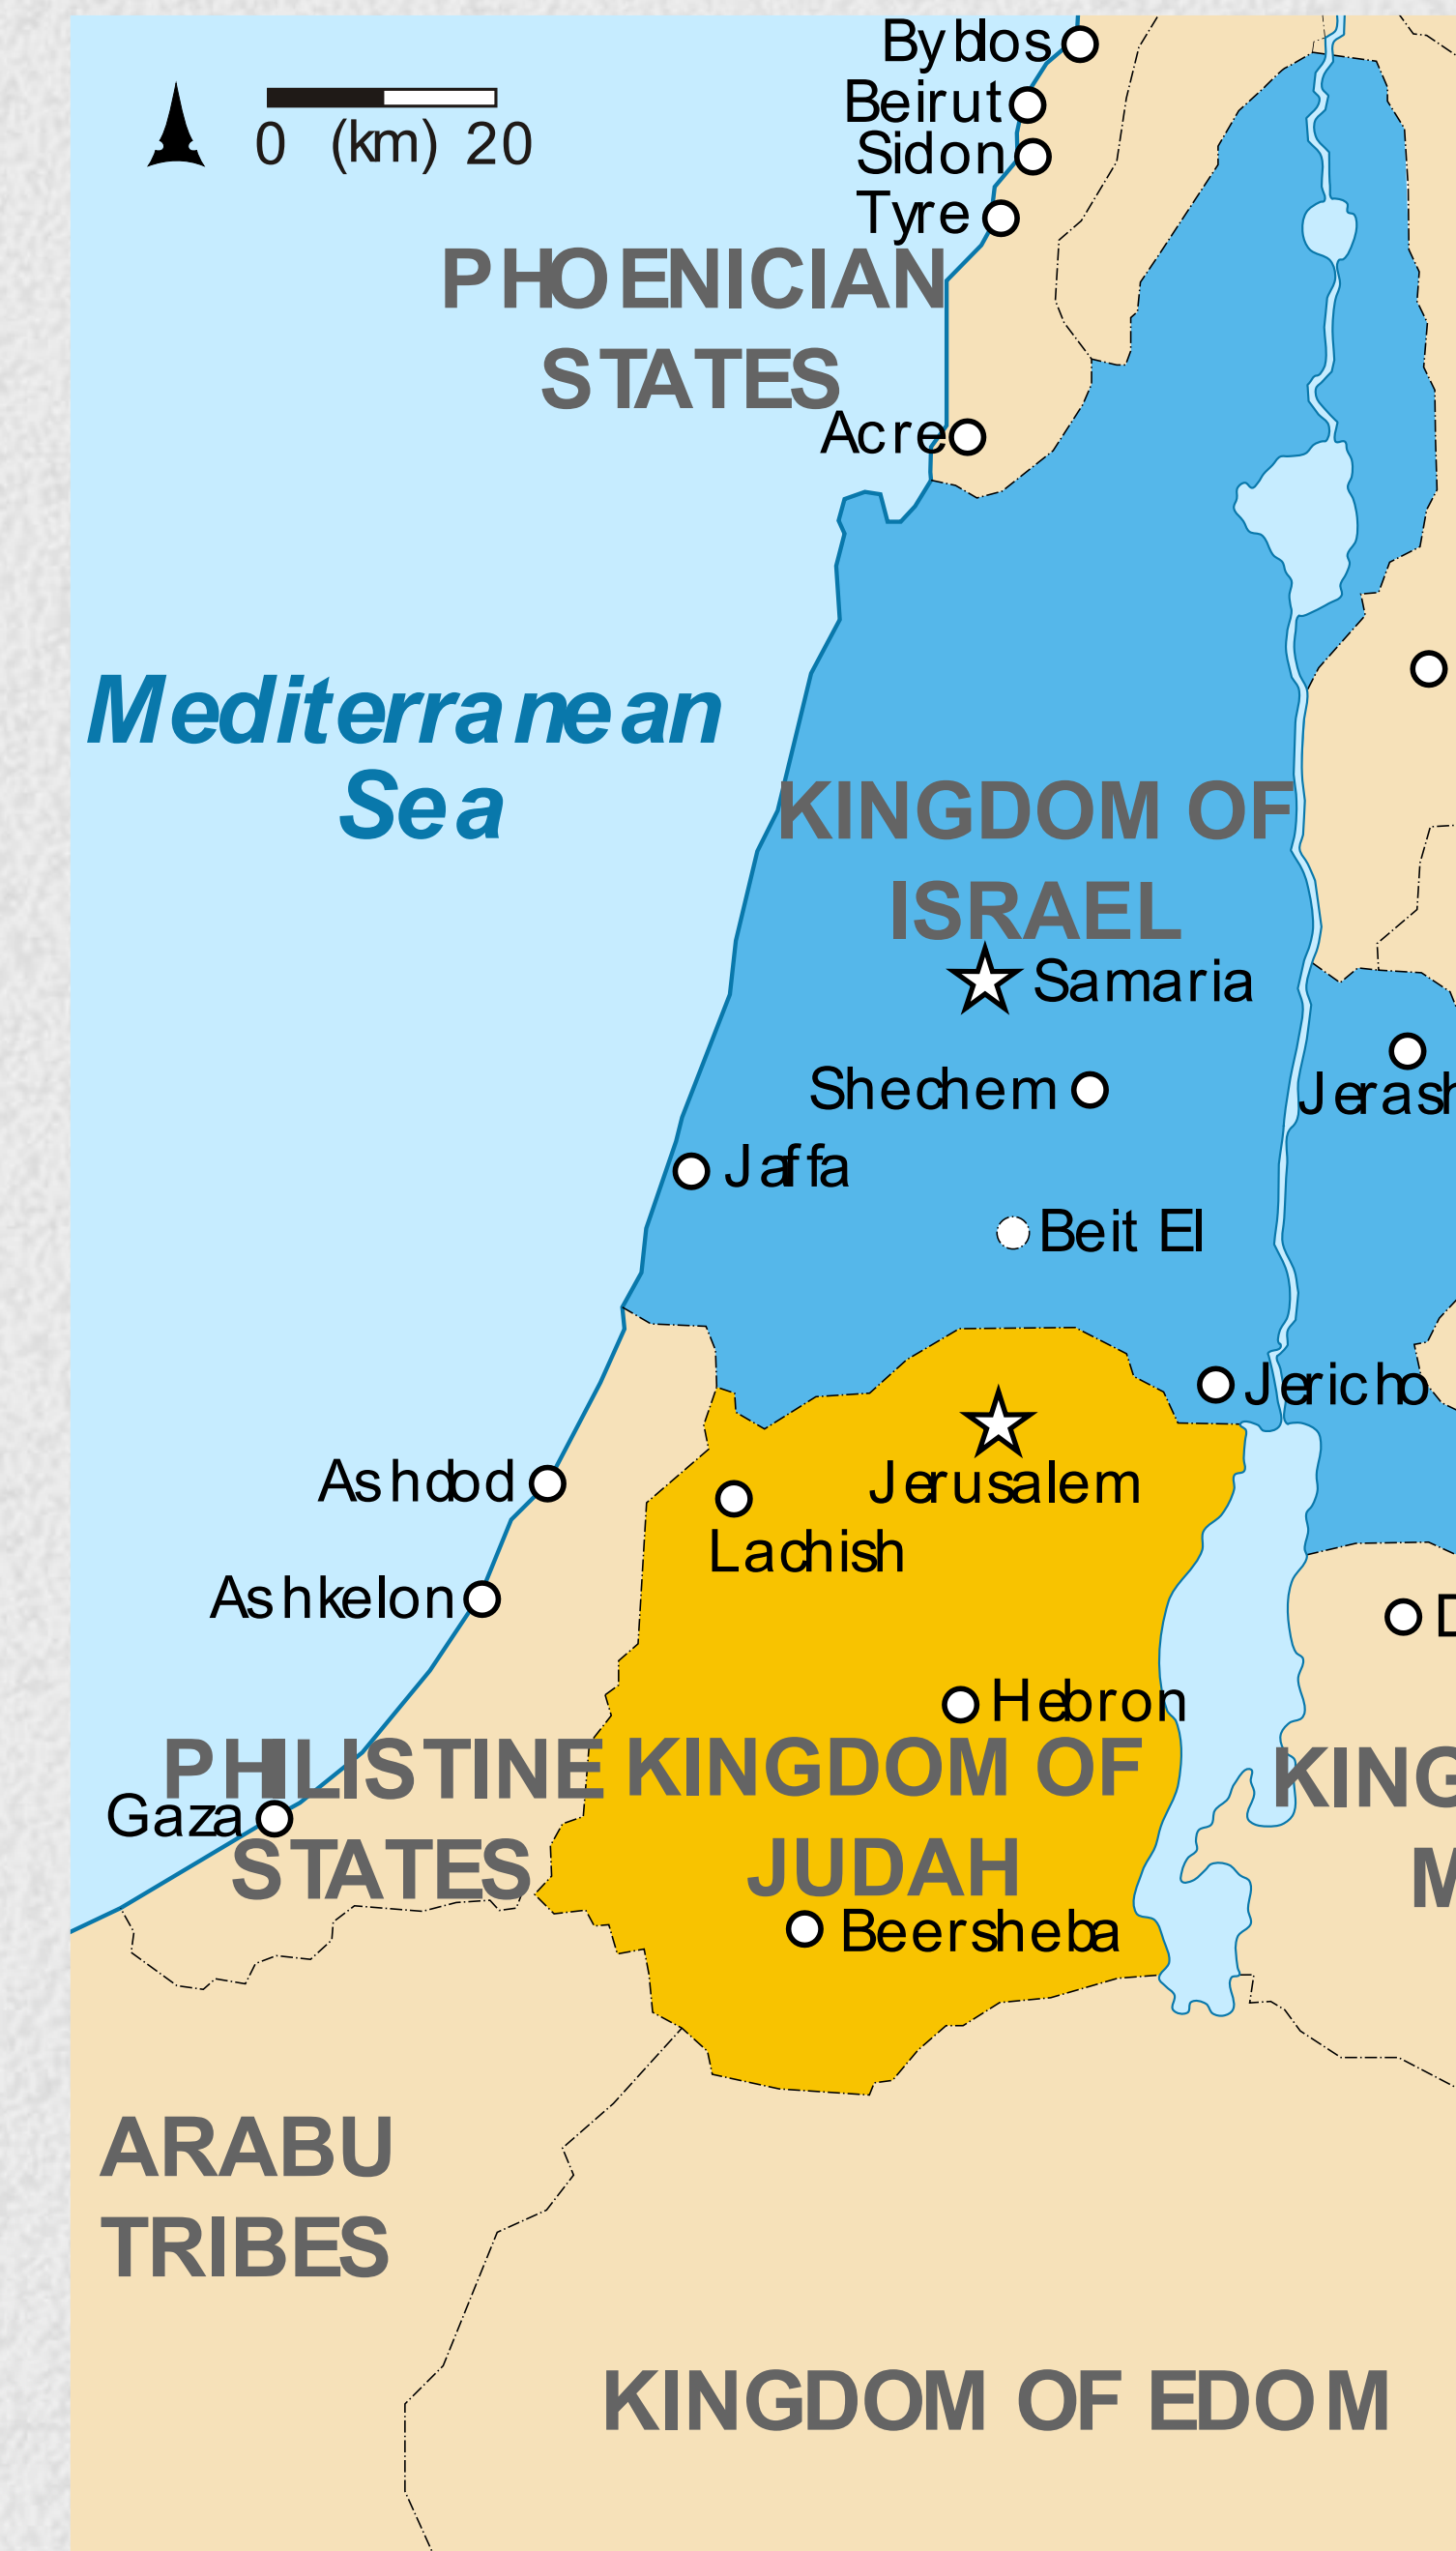 Byblos
Beirut
Sidon
Tyre
0 (km) 20
PHOENICIAN
STATES
Acre
Mediterranean
Sea
KINGDOM OF
ISRAEL
Samaria
Shechem
Jerash
Jaffa
Beit El
Jericho
Jerusalem
Ashdod
Lachish
Ashkelon
Hebron
PHILISTINE
STATES
KINGDOM OF
JUDAH
Gaza
Beersheba
ARABU
TRIBES
KINGDOM OF EDOM